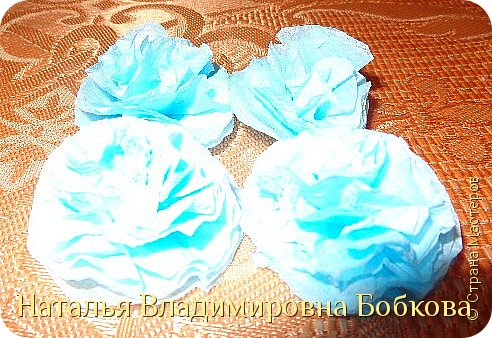 Наталья Владимировна Бобкова
© Страна Мастеров